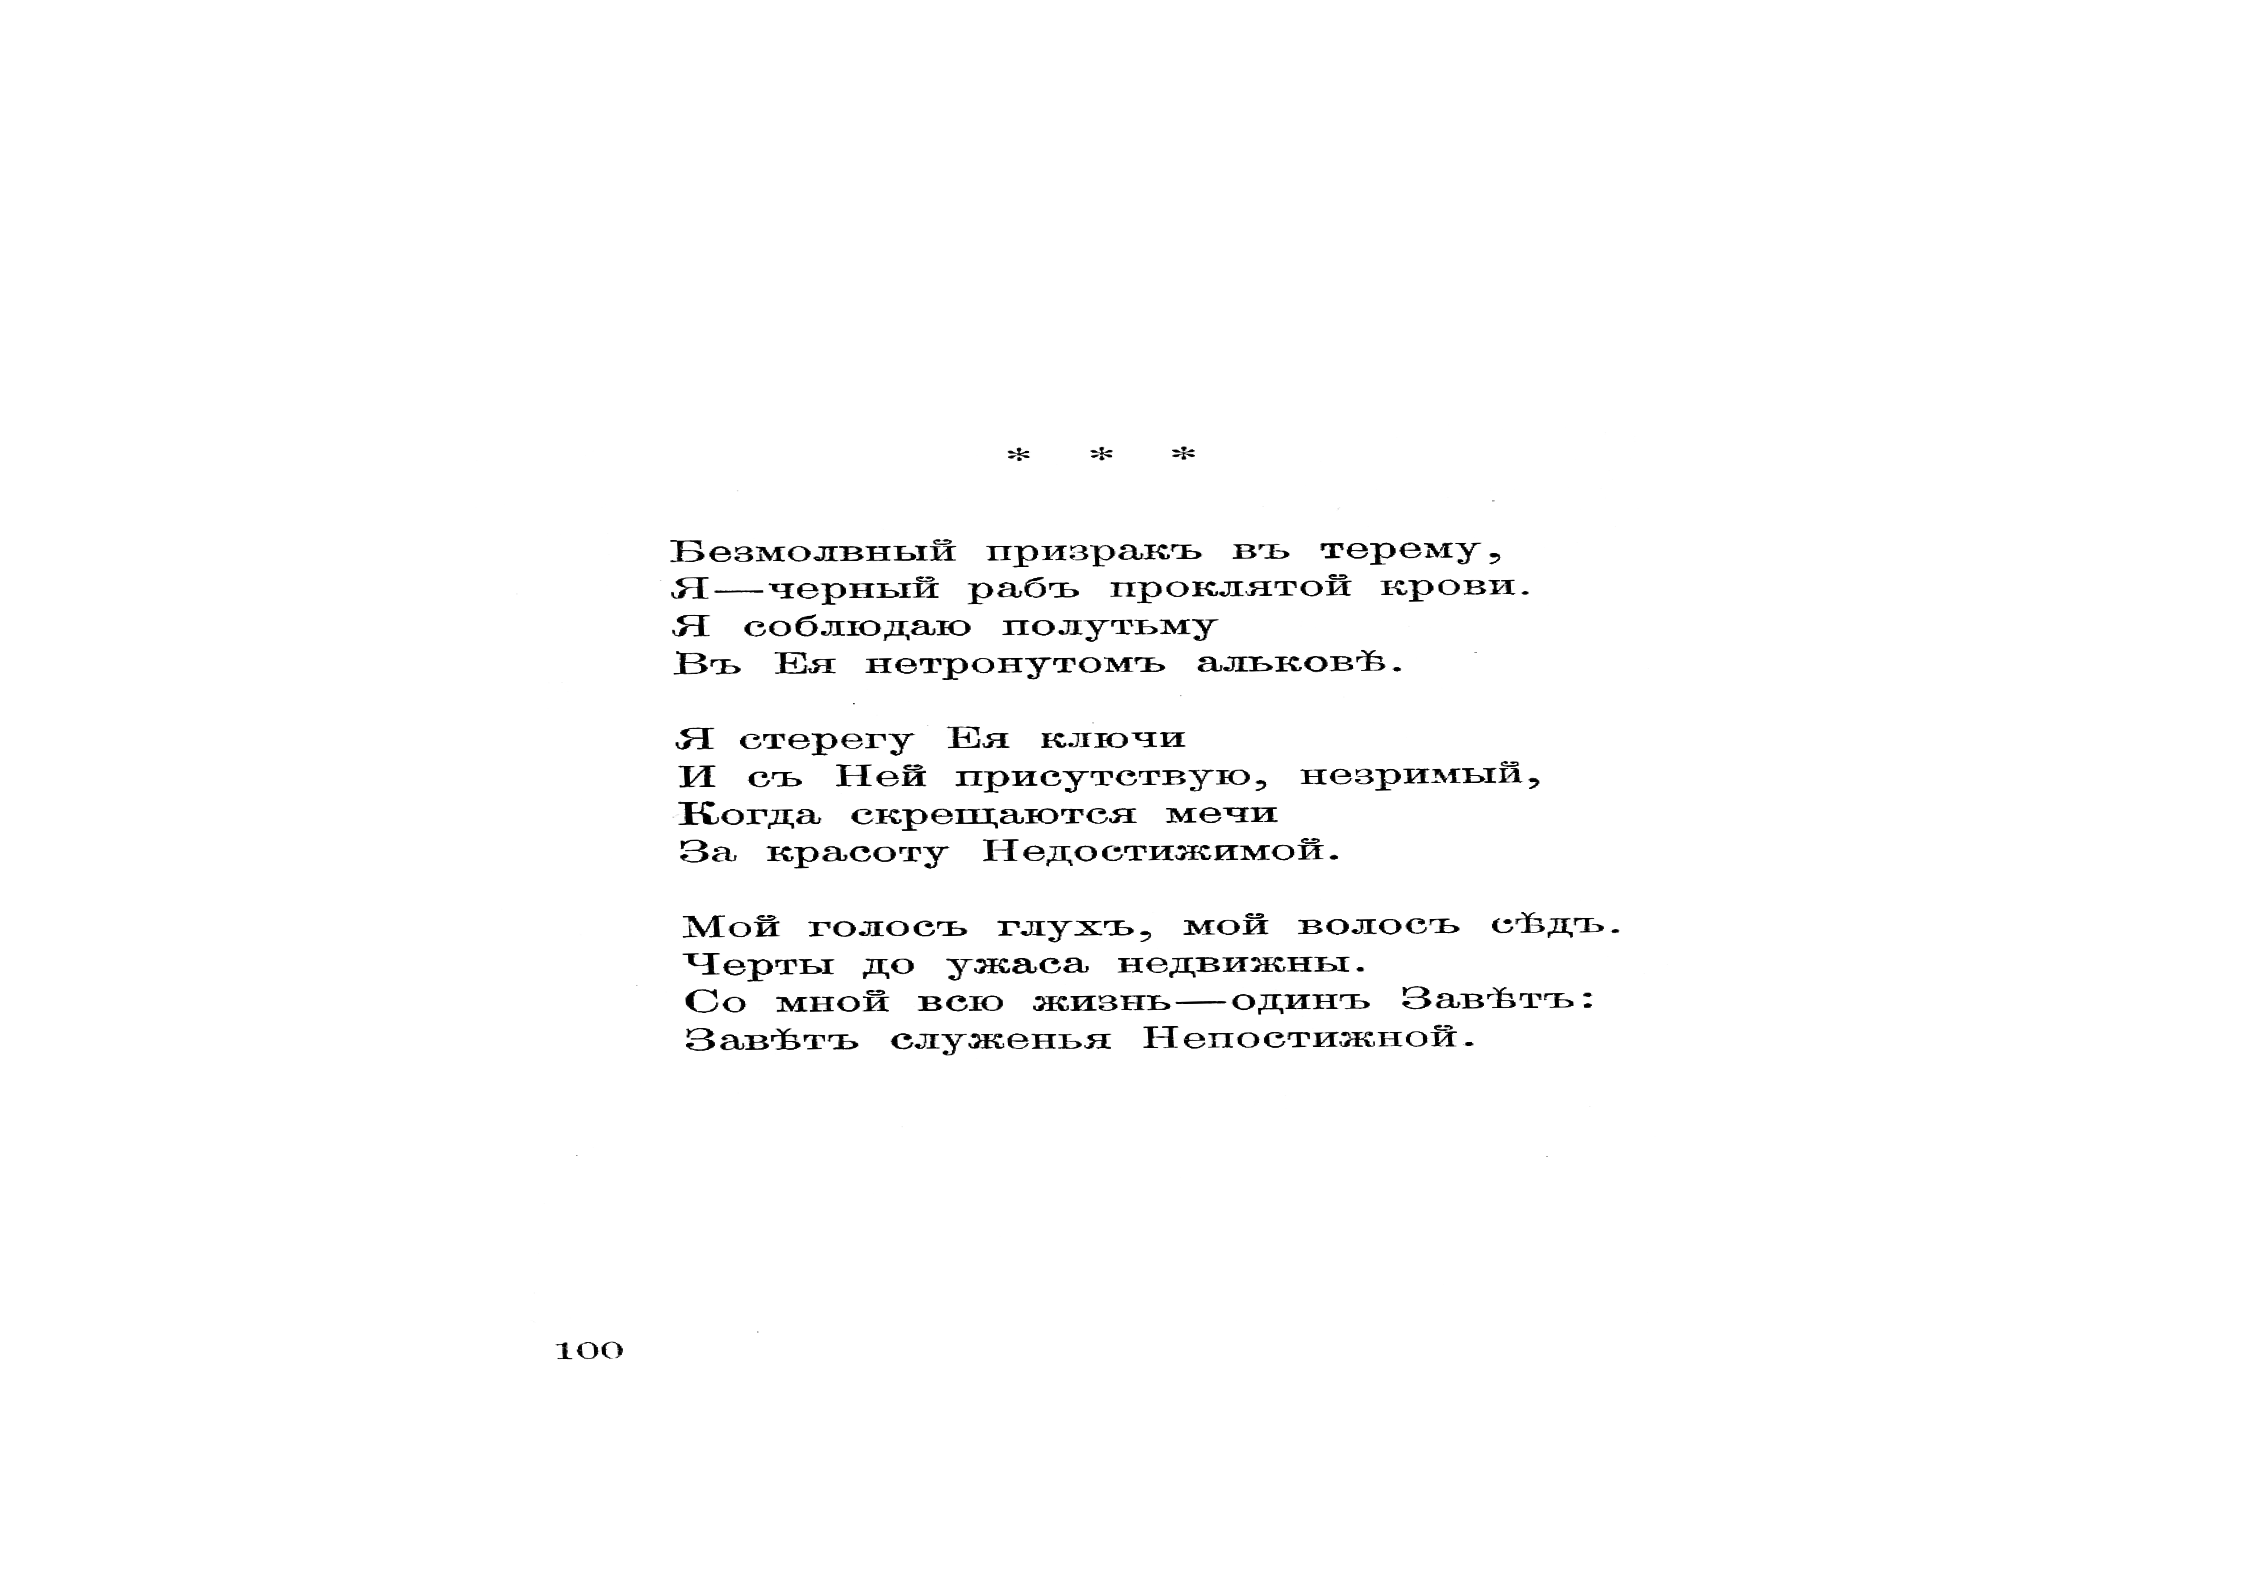 * * *
Безмолвный призракъ въ терему,
Я—черный рабъ проклятой крови.
Я соблюдаю полутьму
Въ Ея нетронутомъ альковѣ.
Я стерегу Ея ключи
И съ Ней присутствую, незримый,
Когда скрещаются мечи
За красоту Недостижимой.
Мой голосъ глухъ, мой волосъ сѣдъ.
Черты до ужаса недвижны.
Со мной всю жизнь—одинъ Завѣтъ:
Завѣтъ служенья Непостижной.
100